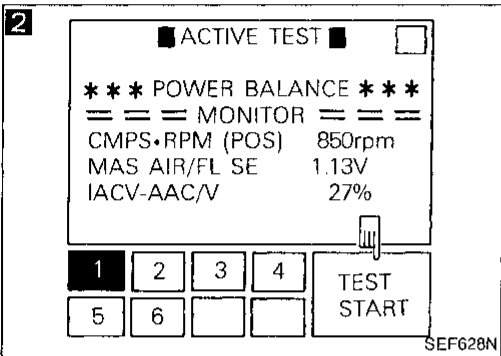 2
■ ACTIVE TEST ■
✱ ✱ ✱ POWER BALANCE ✱ ✱ ✱
= = = MONITOR = = =
CMPS•RPM (POS) 850rpm
MAS AIR/FL SE 1.13V
IACV-AAC/V 27%
1 2 3 4
TEST START
5 6
SEF628N